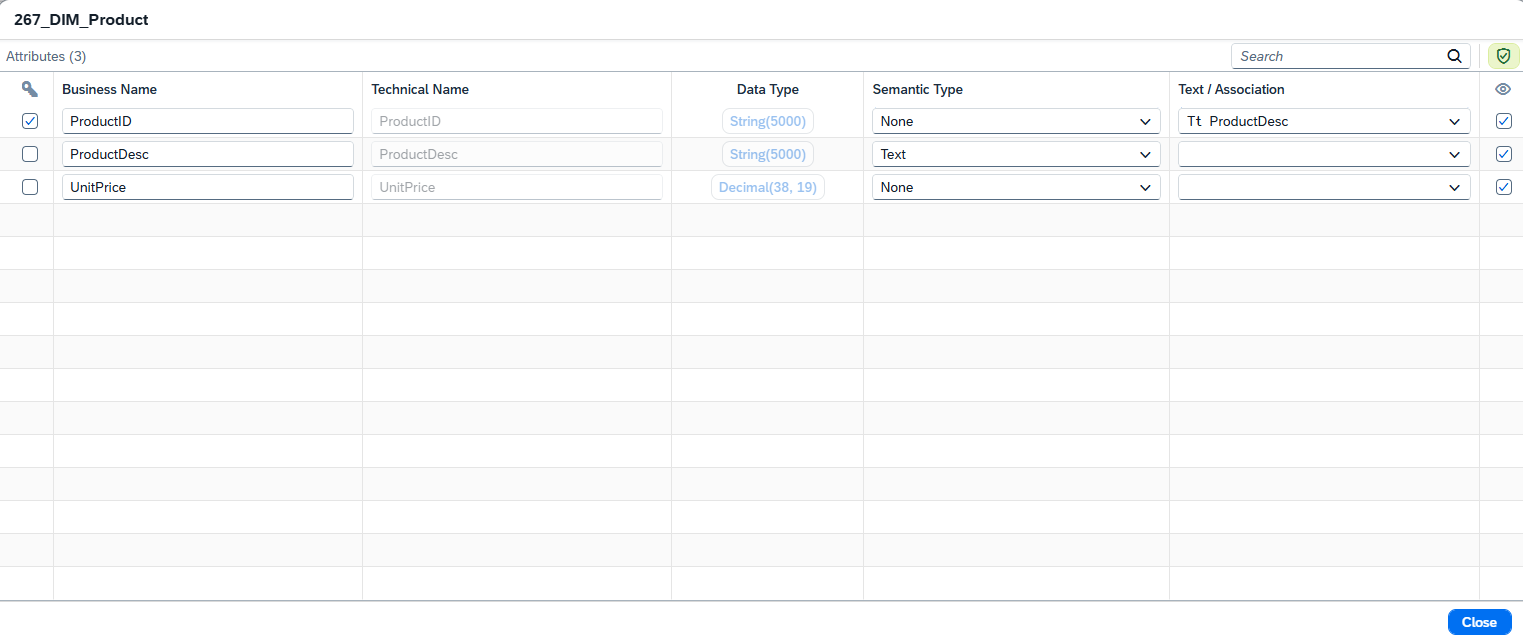 267_DIM_Product
Attributes (3) Search
Business Name Technical Name Data Type Semantic Type Text / Association
ProductID ProductID String(5000) None Tt ProductDesc
ProductDesc ProductDesc String(5000) Text
UnitPrice UnitPrice Decimal(38, 19) None
Close